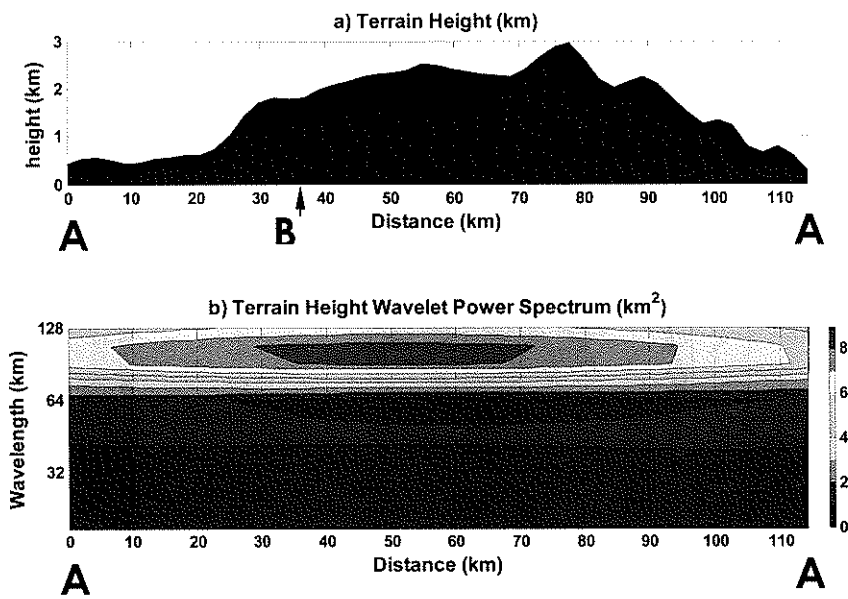 a) Terrain Height (km)
3
2
1
0
height (km)
0 10 20 30 40 50 60 70 80 90 100 110
Distance (km)
A B A
b) Terrain Height Wavelet Power Spectrum (km²)
128
64
32
Wavelength (km)
8
6
4
2
0
0 10 20 30 40 50 60 70 80 90 100 110
Distance (km)
A A